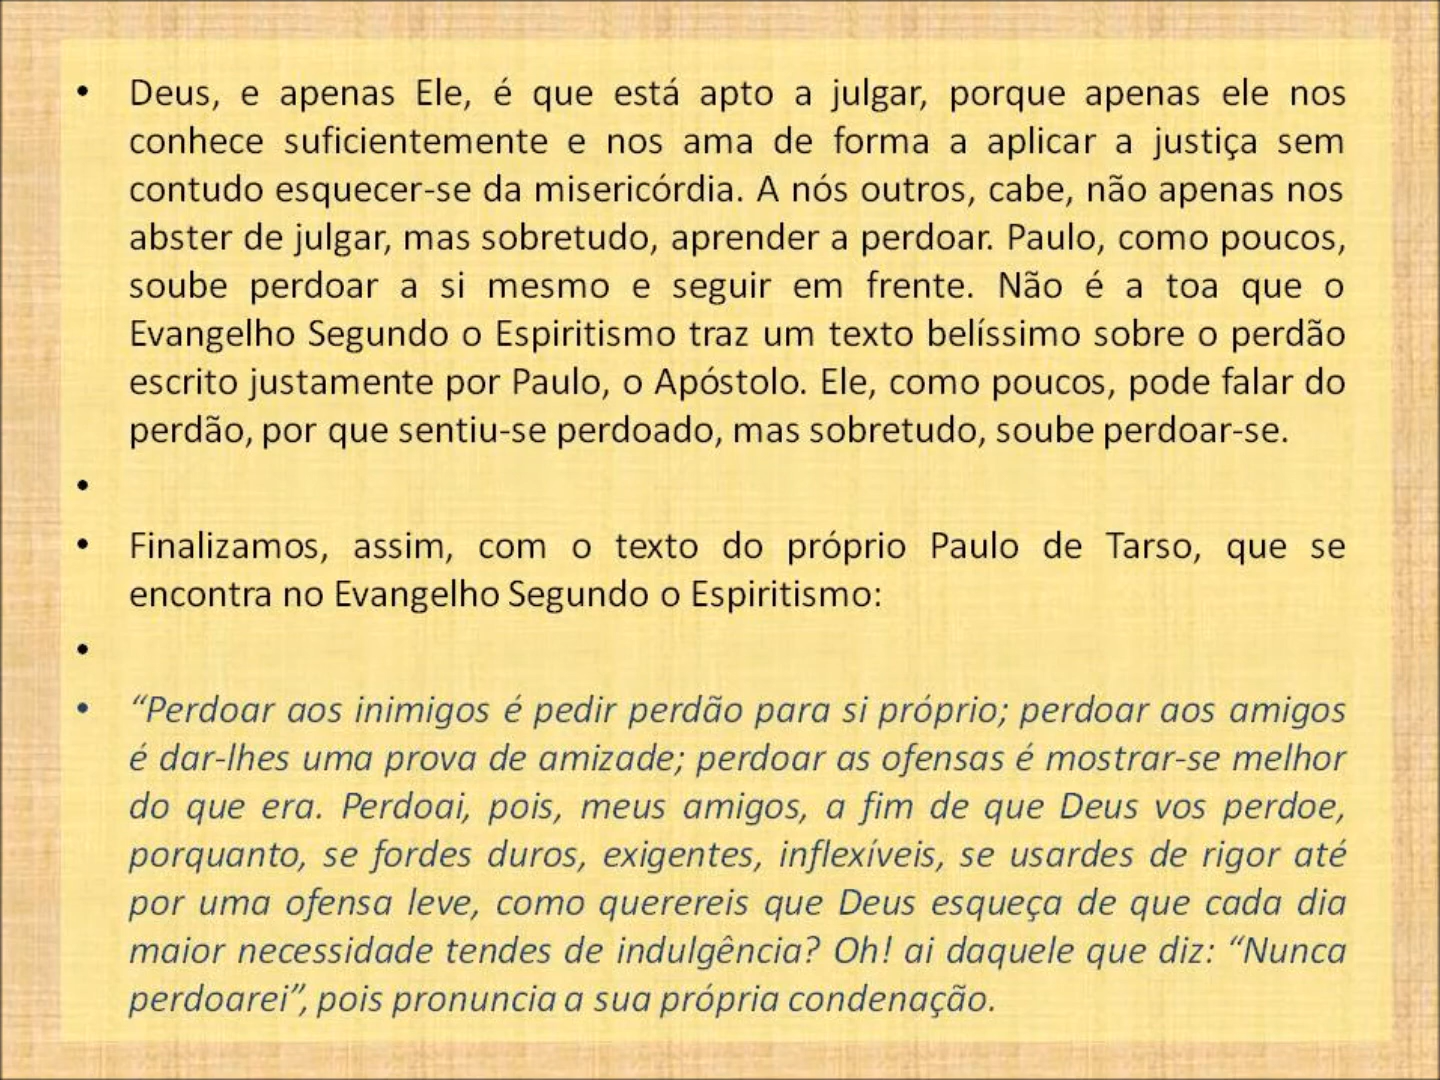 • Deus, e apenas Ele, é que está apto a julgar, porque apenas ele nos
conhece suficientemente e nos ama de forma a aplicar a justiça sem
contudo esquecer-se da misericórdia. A nós outros, cabe, não apenas nos
abster de julgar, mas sobretudo, aprender a perdoar. Paulo, como poucos,
soube perdoar a si mesmo e seguir em frente. Não é a toa que o
Evangelho Segundo o Espiritismo traz um texto belíssimo sobre o perdão
escrito justamente por Paulo, o Apóstolo. Ele, como poucos, pode falar do
perdão, por que sentiu-se perdoado, mas sobretudo, soube perdoar-se.
•
• Finalizamos, assim, com o texto do próprio Paulo de Tarso, que se
encontra no Evangelho Segundo o Espiritismo:
•
• “Perdoar aos inimigos é pedir perdão para si próprio; perdoar aos amigos
é dar-lhes uma prova de amizade; perdoar as ofensas é mostrar-se melhor
do que era. Perdoai, pois, meus amigos, a fim de que Deus vos perdoe,
porquanto, se fordes duros, exigentes, inflexíveis, se usardes de rigor até
por uma ofensa leve, como querereis que Deus esqueça de que cada dia
maior necessidade tendes de indulgência? Oh! ai daquele que diz: “Nunca
perdoarei”, pois pronuncia a sua própria condenação.